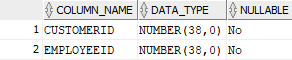 COLUMN_NAME DATA_TYPE NULLABLE
1 CUSTOMERID NUMBER(38,0) No
2 EMPLOYEEID NUMBER(38,0) No